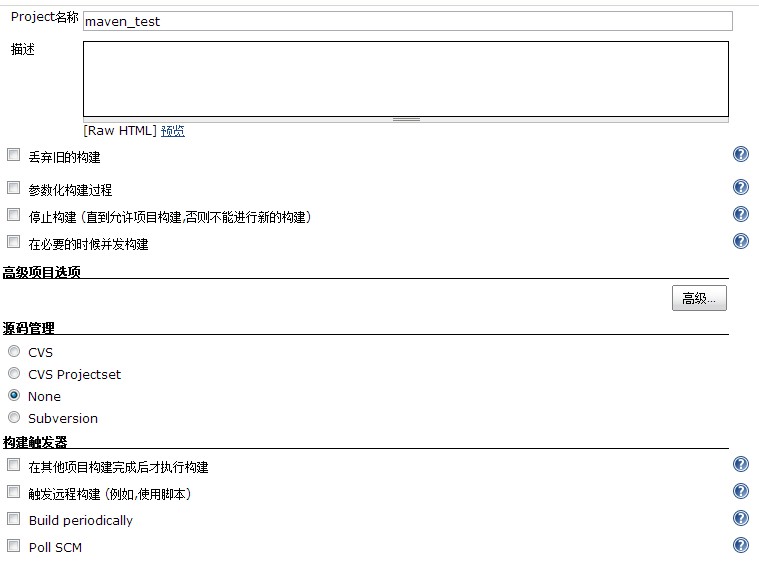 Project名称 maven_test
描述
[Raw HTML] 预览
丢弃旧的构建
参数化构建过程
停止构建（直到允许项目构建,否则不能进行新的构建）
在必要的时候并发构建
高级项目选项
高级...
源码管理
CVS
CVS Projectset
None
Subversion
构建触发器
在其他项目构建完成后才执行构建
触发远程构建 (例如,使用脚本)
Build periodically
Poll SCM